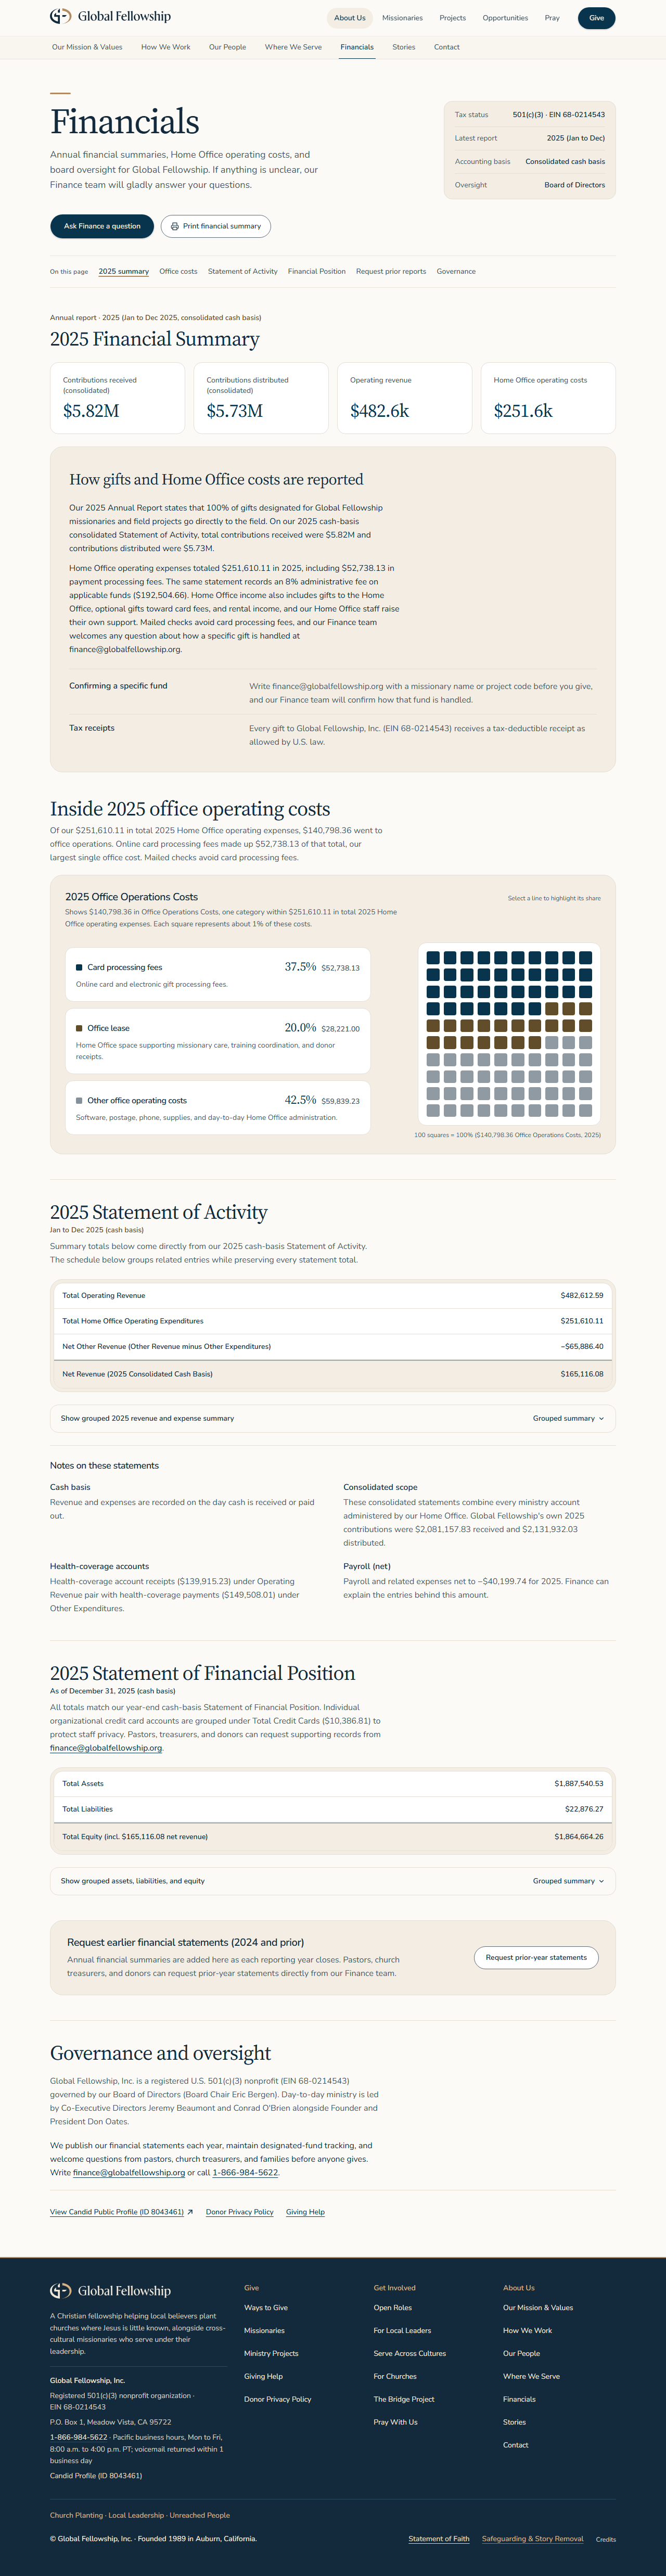 Global Fellowship
About Us
Missionaries
Projects
Opportunities
Pray
Give
Our Mission & Values
How We Work
Our People
Where We Serve
Financials
Stories
Contact
Financials
Annual financial summaries, Home Office operating costs, and
board oversight for Global Fellowship. If anything is unclear, our
Finance team will gladly answer your questions.
Tax status 501(c)(3) · EIN 68-0214543
Latest report 2025 (Jan to Dec)
Accounting basis Consolidated cash basis
Oversight Board of Directors
Ask Finance a question
Print financial summary
On this page
2025 summary
Office costs
Statement of Activity
Financial Position
Request prior reports
Governance
Annual report · 2025 (Jan to Dec 2025, consolidated cash basis)
2025 Financial Summary
Contributions received
(consolidated)
$5.82M
Contributions distributed
(consolidated)
$5.73M
Operating revenue
$482.6k
Home Office operating costs
$251.6k
How gifts and Home Office costs are reported
Our 2025 Annual Report states that 100% of gifts designated for Global Fellowship
missionaries and field projects go directly to the field. On our 2025 cash-basis
consolidated Statement of Activity, total contributions received were $5.82M and
contributions distributed were $5.73M.
Home Office operating expenses totaled $251,610.11 in 2025, including $52,738.13 in
payment processing fees. The same statement records an 8% administrative fee on
applicable funds ($192,504.66). Home Office income also includes gifts to the Home
Office, optional gifts toward card fees, and rental income, and our Home Office staff raise
their own support. Mailed checks avoid card processing fees, and our Finance team
welcomes any question about how a specific gift is handled at
finance@globalfellowship.org.
Confirming a specific fund
Write finance@globalfellowship.org with a missionary name or project code before you give,
and our Finance team will confirm how that fund is handled.
Tax receipts
Every gift to Global Fellowship, Inc. (EIN 68-0214543) receives a tax-deductible receipt as
allowed by U.S. law.
Inside 2025 office operating costs
Of our $251,610.11 in total 2025 Home Office operating expenses, $140,798.36 went to
office operations. Online card processing fees made up $52,738.13 of that total, our
largest single office cost. Mailed checks avoid card processing fees.
2025 Office Operations Costs
Select a line to highlight its share
Shows $140,798.36 in Office Operations Costs, one category within $251,610.11 in total 2025 Home
Office operating expenses. Each square represents about 1% of these costs.
Card processing fees 37.5% $52,738.13
Online card and electronic gift processing fees.
Office lease 20.0% $28,221.00
Home Office space supporting missionary care, training coordination, and donor
receipts.
Other office operating costs 42.5% $59,839.23
Software, postage, phone, supplies, and day-to-day Home Office administration.
100 squares = 100% ($140,798.36 Office Operations Costs, 2025)
2025 Statement of Activity
Jan to Dec 2025 (cash basis)
Summary totals below come directly from our 2025 cash-basis Statement of Activity.
The schedule below groups related entries while preserving every statement total.
Total Operating Revenue $482,612.59
Total Home Office Operating Expenditures $251,610.11
Net Other Revenue (Other Revenue minus Other Expenditures) −$65,886.40
Net Revenue (2025 Consolidated Cash Basis) $165,116.08
Show grouped 2025 revenue and expense summary
Grouped summary
Notes on these statements
Cash basis
Revenue and expenses are recorded on the day cash is received or paid
out.
Consolidated scope
These consolidated statements combine every ministry account
administered by our Home Office. Global Fellowship's own 2025
contributions were $2,081,157.83 received and $2,131,932.03
distributed.
Health-coverage accounts
Health-coverage account receipts ($139,915.23) under Operating
Revenue pair with health-coverage payments ($149,508.01) under
Other Expenditures.
Payroll (net)
Payroll and related expenses net to −$40,199.74 for 2025. Finance can
explain the entries behind this amount.
2025 Statement of Financial Position
As of December 31, 2025 (cash basis)
All totals match our year-end cash-basis Statement of Financial Position. Individual
organizational credit card accounts are grouped under Total Credit Cards ($10,386.81) to
protect staff privacy. Pastors, treasurers, and donors can request supporting records from
finance@globalfellowship.org.
Total Assets $1,887,540.53
Total Liabilities $22,876.27
Total Equity (incl. $165,116.08 net revenue) $1,864,664.26
Show grouped assets, liabilities, and equity
Grouped summary
Request earlier financial statements (2024 and prior)
Annual financial summaries are added here as each reporting year closes. Pastors, church
treasurers, and donors can request prior-year statements directly from our Finance team.
Request prior-year statements
Governance and oversight
Global Fellowship, Inc. is a registered U.S. 501(c)(3) nonprofit (EIN 68-0214543)
governed by our Board of Directors (Board Chair Eric Bergen). Day-to-day ministry is led
by Co-Executive Directors Jeremy Beaumont and Conrad O'Brien alongside Founder and
President Don Oates.
We publish our financial statements each year, maintain designated-fund tracking, and
welcome questions from pastors, church treasurers, and families before anyone gives.
Write finance@globalfellowship.org or call 1-866-984-5622.
View Candid Public Profile (ID 8043461)
Donor Privacy Policy
Giving Help
Global Fellowship
A Christian fellowship helping local believers plant
churches where Jesus is little known, alongside cross-
cultural missionaries who serve under their
leadership.
Global Fellowship, Inc.
Registered 501(c)(3) nonprofit organization ·
EIN 68-0214543
P.O. Box 1, Meadow Vista, CA 95722
1-866-984-5622 · Pacific business hours, Mon to Fri,
8:00 a.m. to 4:00 p.m. PT; voicemail returned within 1
business day
Candid Profile (ID 8043461)
Give
Ways to Give
Missionaries
Ministry Projects
Giving Help
Donor Privacy Policy
Get Involved
Open Roles
For Local Leaders
Serve Across Cultures
For Churches
The Bridge Project
Pray With Us
About Us
Our Mission & Values
How We Work
Our People
Where We Serve
Financials
Stories
Contact
Church Planting · Local Leadership · Unreached People
© Global Fellowship, Inc. · Founded 1989 in Auburn, California.
Statement of Faith
Safeguarding & Story Removal
Credits